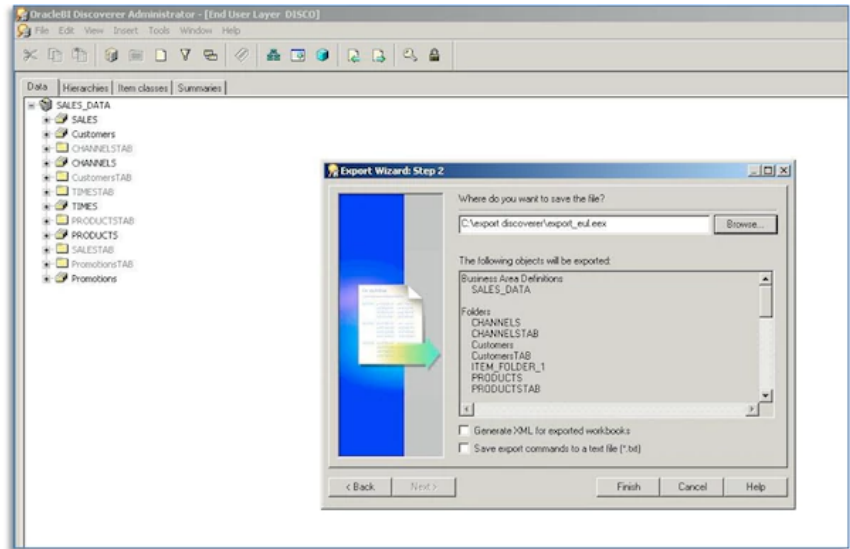 OracleBI Discoverer Administrator - [End User Layer DISCO]
File Edit View Insert Tools Window Help
Data Hierarchies Item classes Summaries
SALES_DATA
SALES
Customers
CHANNELSTAB
CHANNELS
CustomersTAB
TIMESTAB
TIMES
PRODUCTSTAB
PRODUCTS
SALESTAB
PromotionsTAB
Promotions
Export Wizard: Step 2
Where do you want to save the file?
C:\export discoverer\export_eul.eex
Browse...
The following objects will be exported:
Business Area Definitions
SALES_DATA
Folders
CHANNELS
CHANNELSTAB
Customers
CustomersTAB
ITEM_FOLDER_1
PRODUCTS
PRODUCTSTAB
Generate XML for exported workbooks
Save export commands to a text file (*.txt)
< Back Next > Finish Cancel Help